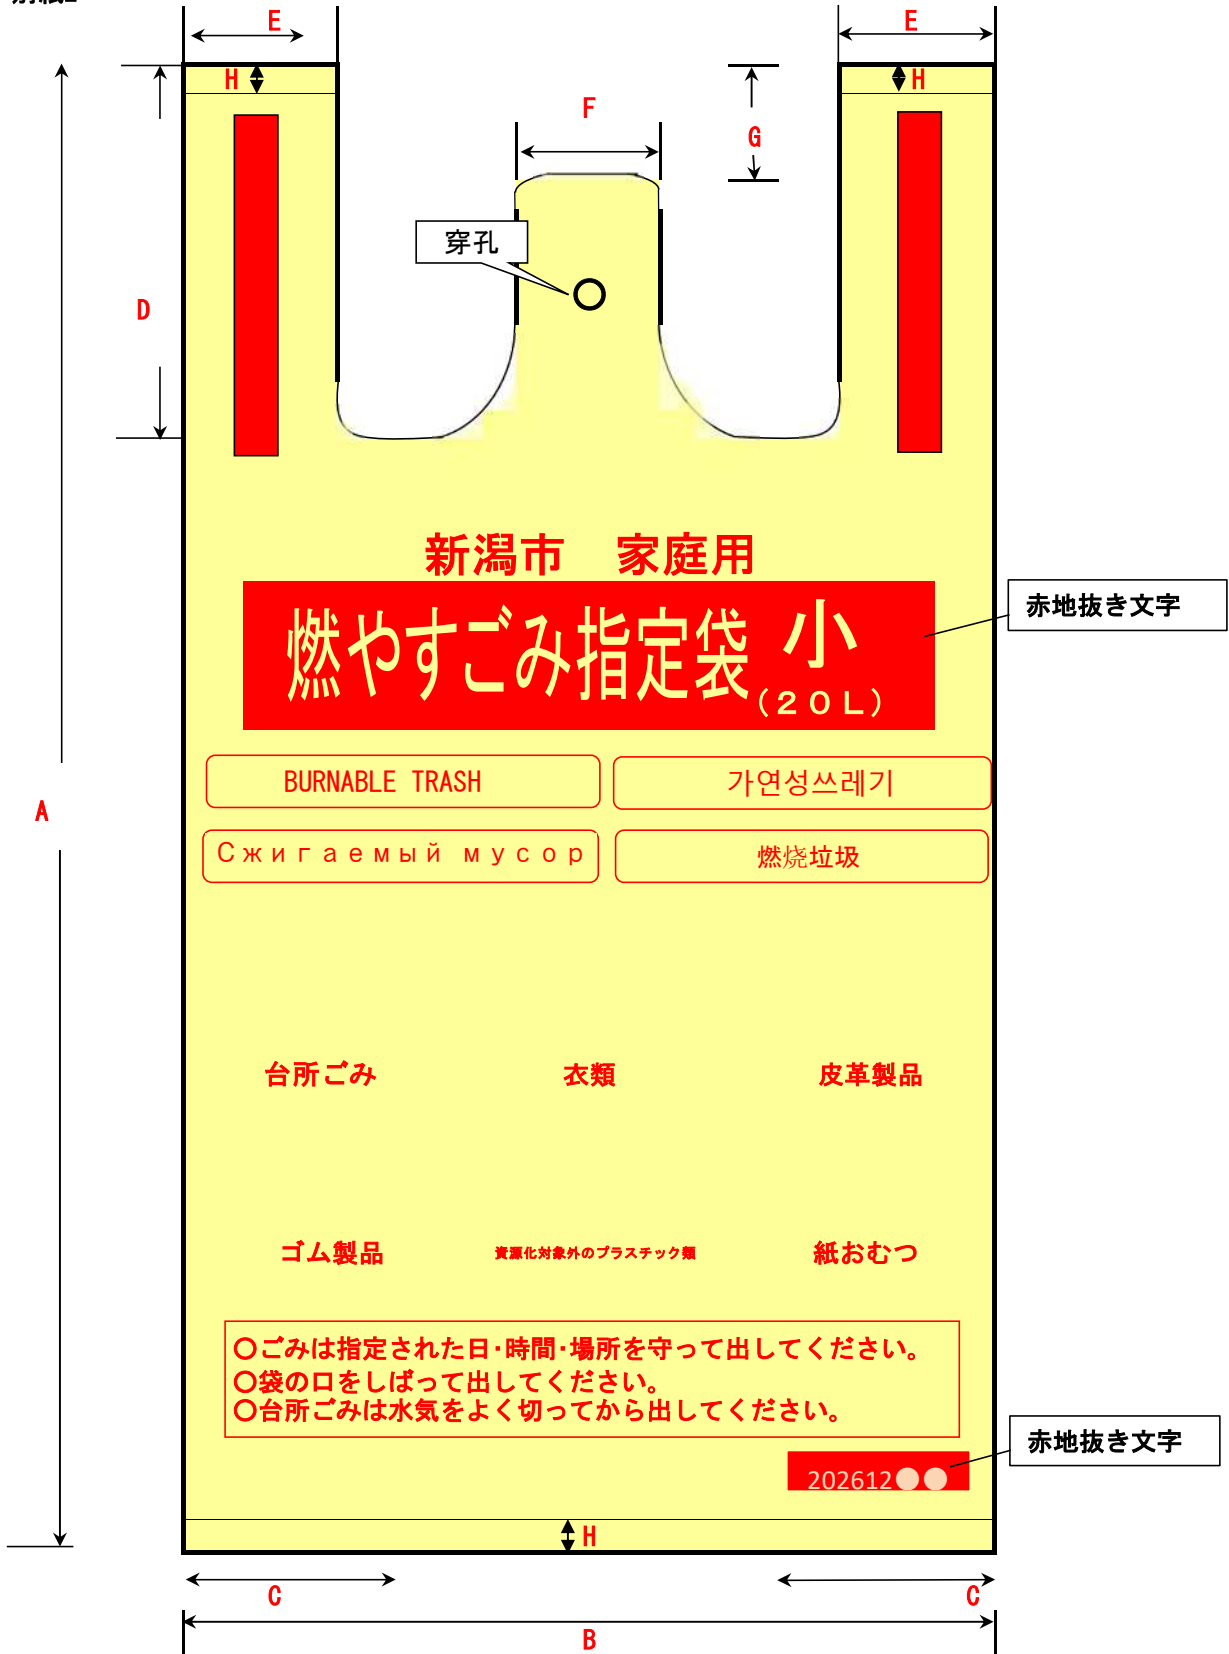 E
E
H
H
F
G
穿孔
D
新潟市　家庭用
燃やすごみ指定袋 小
(20L)
赤地抜き文字
BURNABLE TRASH
가연성쓰레기
A
Сжигаемый мусор
燃烧垃圾
台所ごみ
衣類
皮革製品
ゴム製品
資源化対象外のプラスチック類
紙おむつ
○ごみは指定された日・時間・場所を守って出してください。
○袋の口をしばって出してください。
○台所ごみは水気をよく切ってから出してください。
赤地抜き文字
202612●●
H
C
C
B